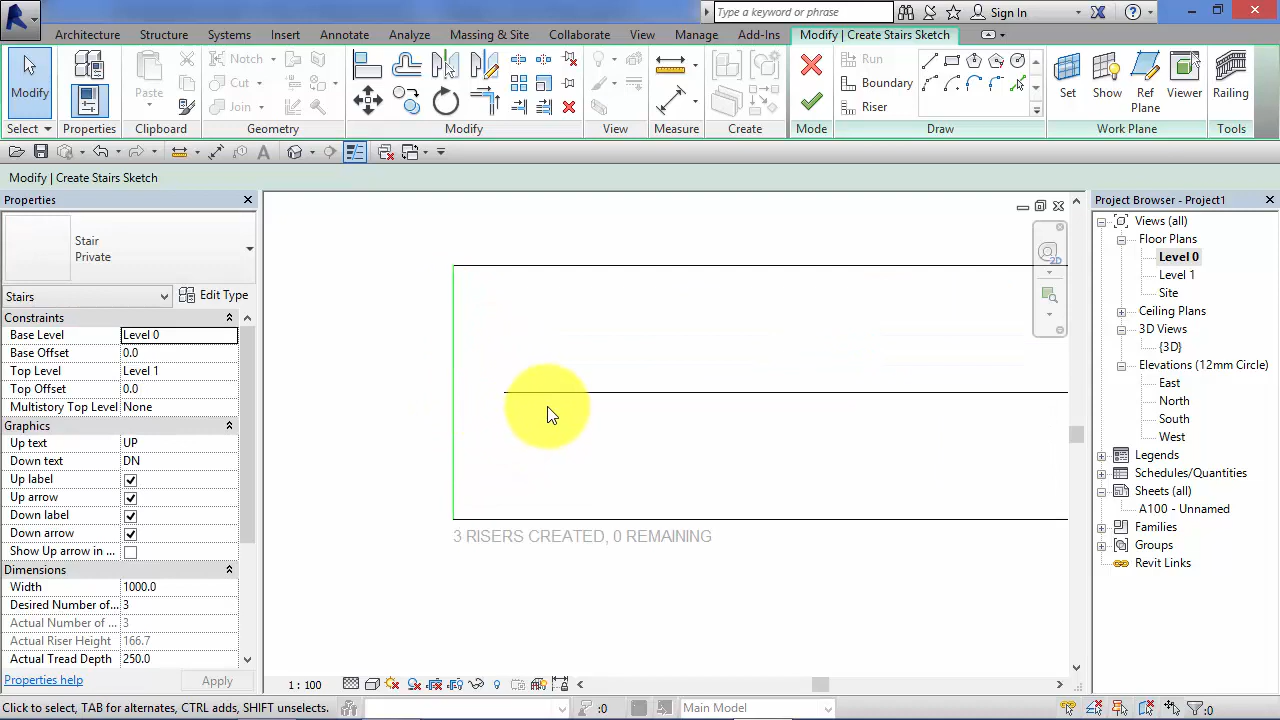 Type a keyword or phrase
Sign In
Architecture Structure Systems Insert Annotate Analyze Massing & Site Collaborate View Manage Add-Ins Modify | Create Stairs Sketch
Modify
Paste
Notch
Cut
Join
Run
Boundary
Riser
Set
Show
Ref Plane
Viewer
Railing
Select Properties Clipboard Geometry Modify View Measure Create Mode Draw Work Plane Tools
Modify | Create Stairs Sketch
Properties
Stair
Private
Stairs
Edit Type
Constraints
Base Level Level 0
Base Offset 0.0
Top Level Level 1
Top Offset 0.0
Multistory Top Level None
Graphics
Up text UP
Down text DN
Up label
Up arrow
Down label
Down arrow
Show Up arrow in ...
Dimensions
Width 1000.0
Desired Number of... 3
Actual Number of ... 3
Actual Riser Height 166.7
Actual Tread Depth 250.0
Properties help
Apply
2D
3 RISERS CREATED, 0 REMAINING
1 : 100
Project Browser - Project1
Views (all)
Floor Plans
Level 0
Level 1
Site
Ceiling Plans
3D Views
{3D}
Elevations (12mm Circle)
East
North
South
West
Legends
Schedules/Quantities
Sheets (all)
A100 - Unnamed
Families
Groups
Revit Links
Click to select, TAB for alternates, CTRL adds, SHIFT unselects.
:0
Main Model
:0